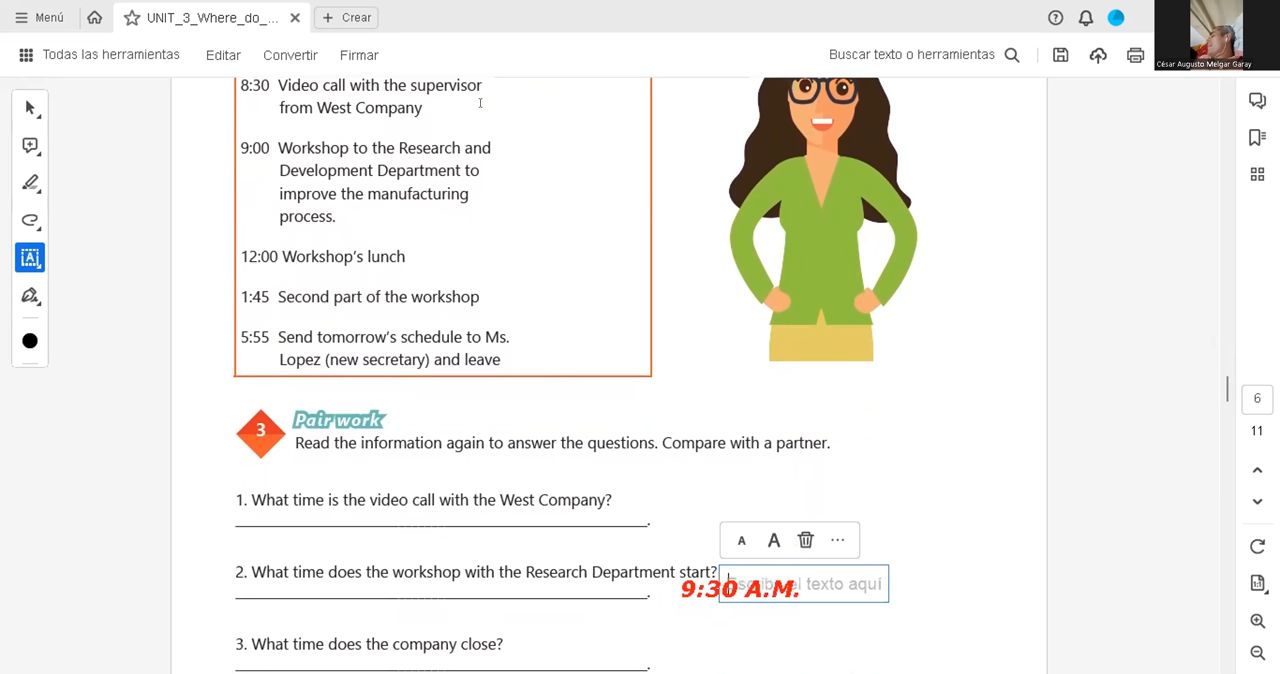 Menú
UNIT_3_Where_do_...
Crear
Todas las herramientas
Editar
Convertir
Firmar
Buscar texto o herramientas
César Augusto Melgar Garay
8:30 Video call with the supervisor
from West Company
9:00 Workshop to the Research and
Development Department to
improve the manufacturing
process.
12:00 Workshop's lunch
1:45 Second part of the workshop
5:55 Send tomorrow's schedule to Ms.
Lopez (new secretary) and leave
3
Pair work
Read the information again to answer the questions. Compare with a partner.
1. What time is the video call with the West Company?
2. What time does the workshop with the Research Department start?
A A ...
Escriba el texto aquí
9:30 A.M.
3. What time does the company close?
6
11